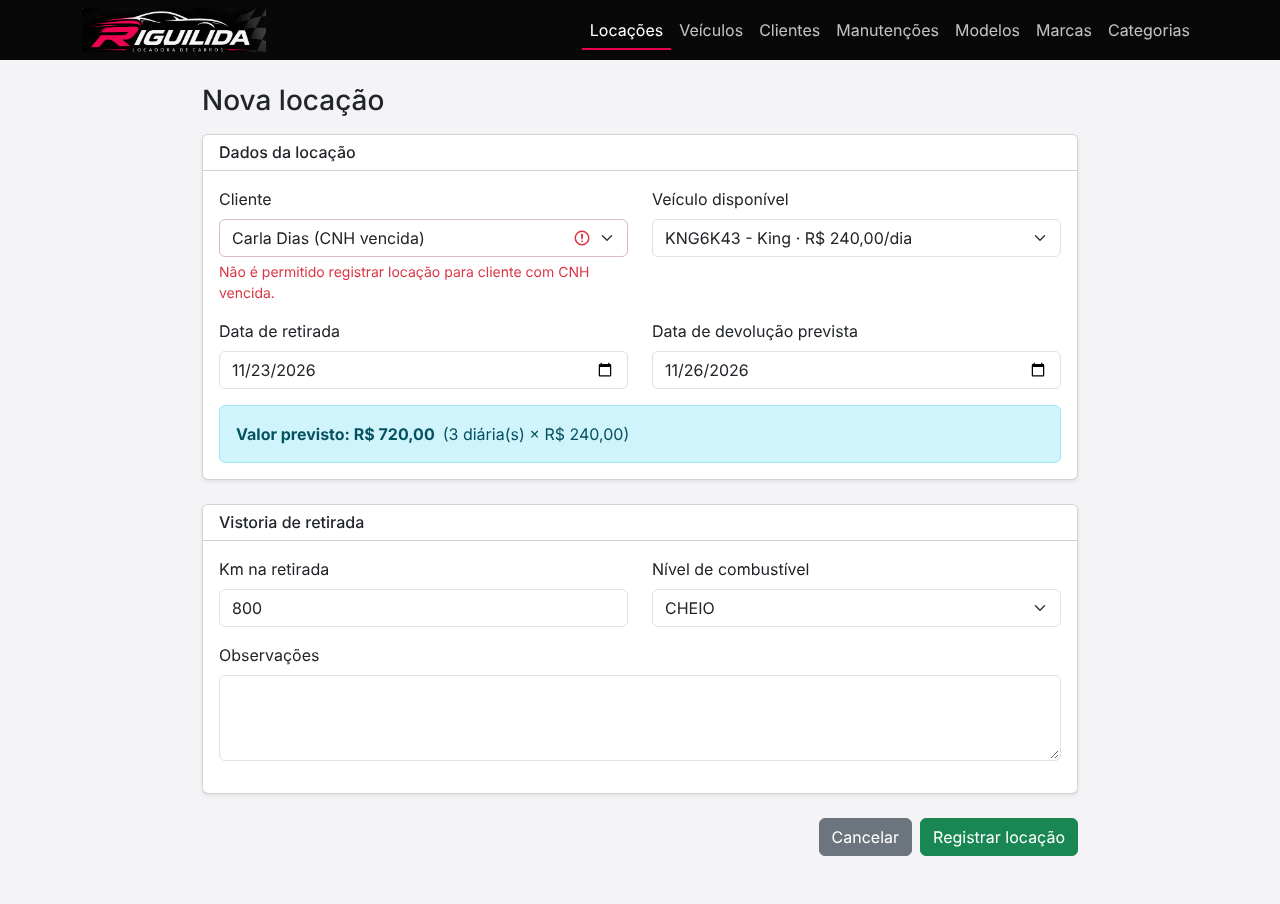 RIGUILIDA
LOCADORA DE CARROS
Locações Veículos Clientes Manutenções Modelos Marcas Categorias
Nova locação
Dados da locação
Cliente
Carla Dias (CNH vencida)
Não é permitido registrar locação para cliente com CNH
vencida.
Veículo disponível
KNG6K43 - King · R$ 240,00/dia
Data de retirada
11/23/2026
Data de devolução prevista
11/26/2026
Valor previsto: R$ 720,00 (3 diária(s) × R$ 240,00)
Vistoria de retirada
Km na retirada
800
Nível de combustível
CHEIO
Observações
Cancelar
Registrar locação